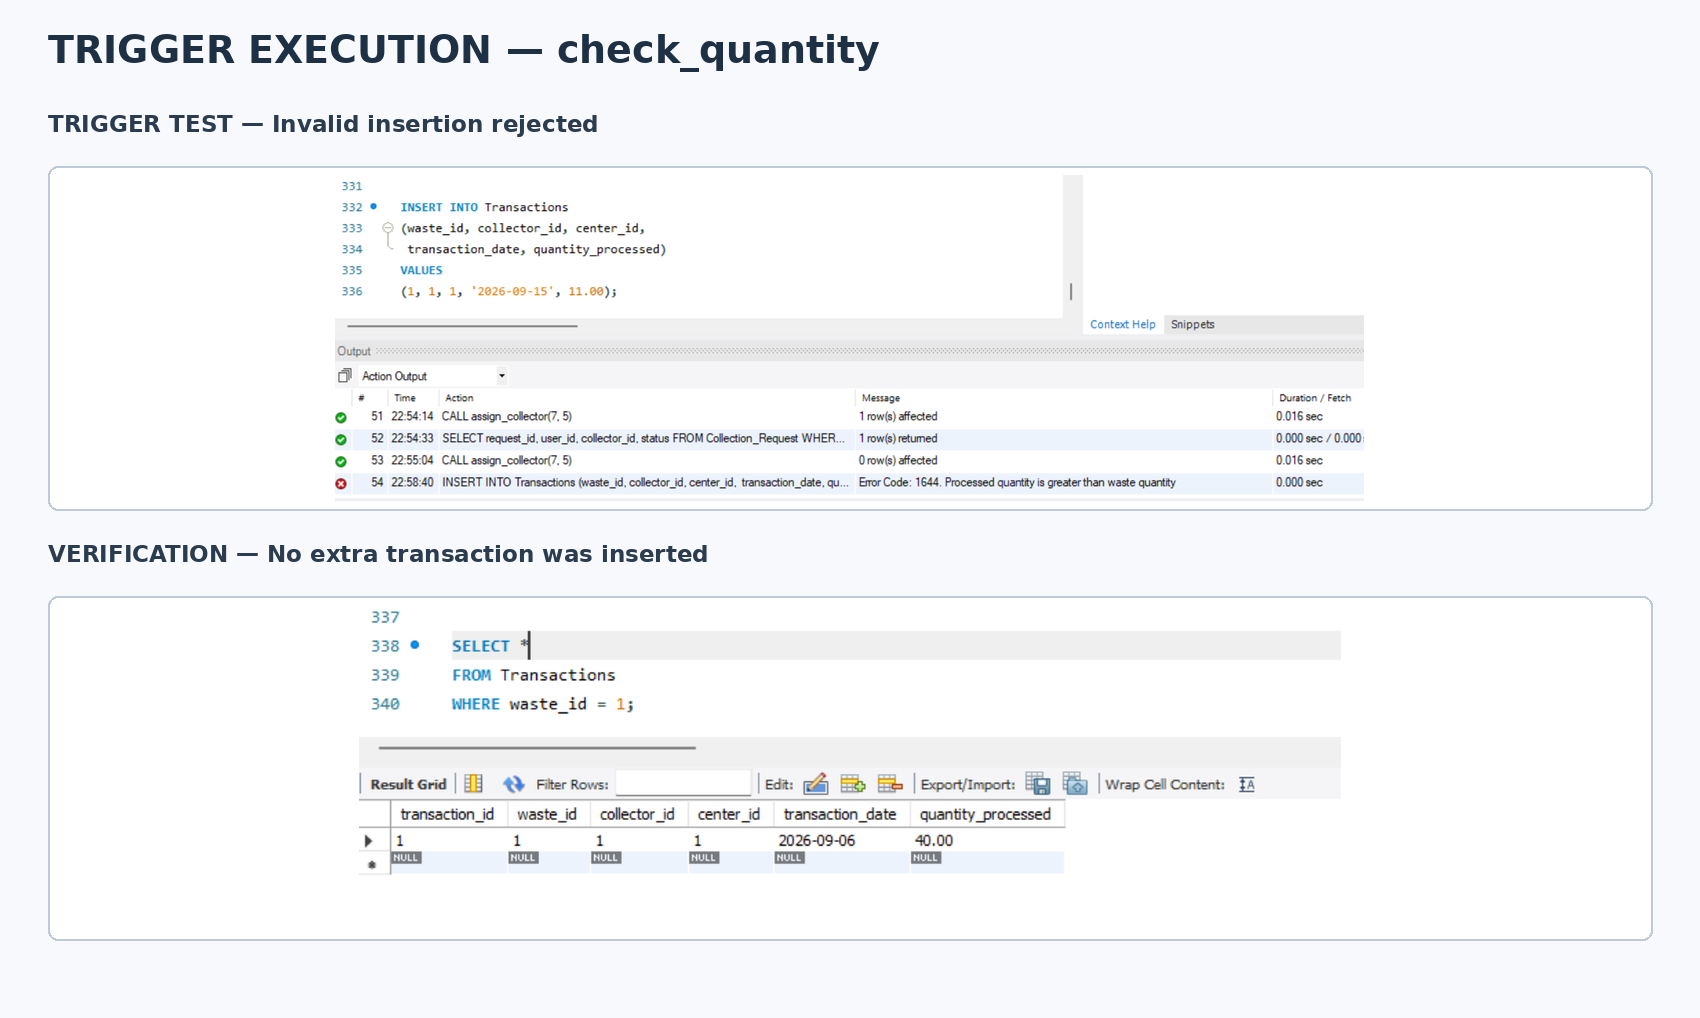 TRIGGER EXECUTION — check_quantity
TRIGGER TEST — Invalid insertion rejected
331
332 INSERT INTO Transactions
333 (waste_id, collector_id, center_id,
334 transaction_date, quantity_processed)
335 VALUES
336 (1, 1, 1, '2026-09-15', 11.00);
Context Help Snippets
Output
Action Output
# Time Action Message Duration / Fetch
51 22:54:14 CALL assign_collector(7, 5) 1 row(s) affected 0.016 sec
52 22:54:33 SELECT request_id, user_id, collector_id, status FROM Collection_Request WHER... 1 row(s) returned 0.000 sec / 0.000
53 22:55:04 CALL assign_collector(7, 5) 0 row(s) affected 0.016 sec
54 22:58:40 INSERT INTO Transactions (waste_id, collector_id, center_id, transaction_date, qu... Error Code: 1644. Processed quantity is greater than waste quantity 0.000 sec
VERIFICATION — No extra transaction was inserted
337
338 SELECT *
339 FROM Transactions
340 WHERE waste_id = 1;
Result Grid Filter Rows: Edit: Export/Import: Wrap Cell Content:
transaction_id waste_id collector_id center_id transaction_date quantity_processed
1 1 1 1 2026-09-06 40.00
NULL NULL NULL NULL NULL NULL